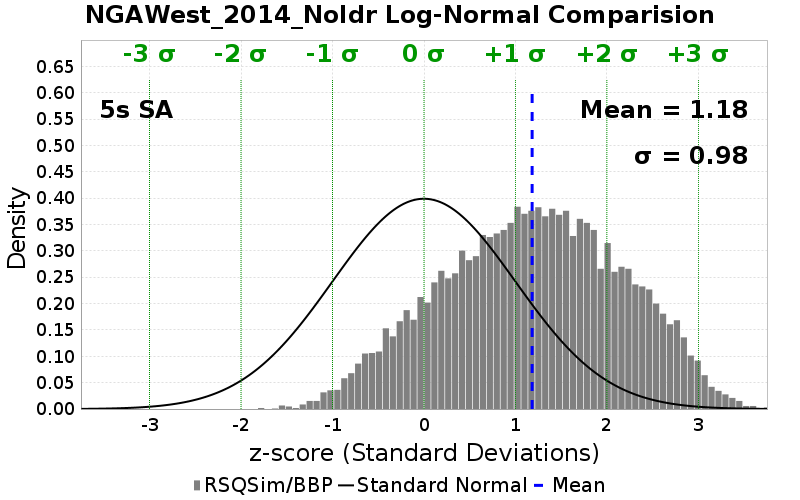 NGAWest_2014_NoIdr Log-Normal Comparision
-3 σ -2 σ -1 σ 0 σ +1 σ +2 σ +3 σ
5s SA
Mean = 1.18
σ = 0.98
Density
0.65
0.60
0.55
0.50
0.45
0.40
0.35
0.30
0.25
0.20
0.15
0.10
0.05
0.00
-3 -2 -1 0 1 2 3
z-score (Standard Deviations)
RSQSim/BBP Standard Normal Mean